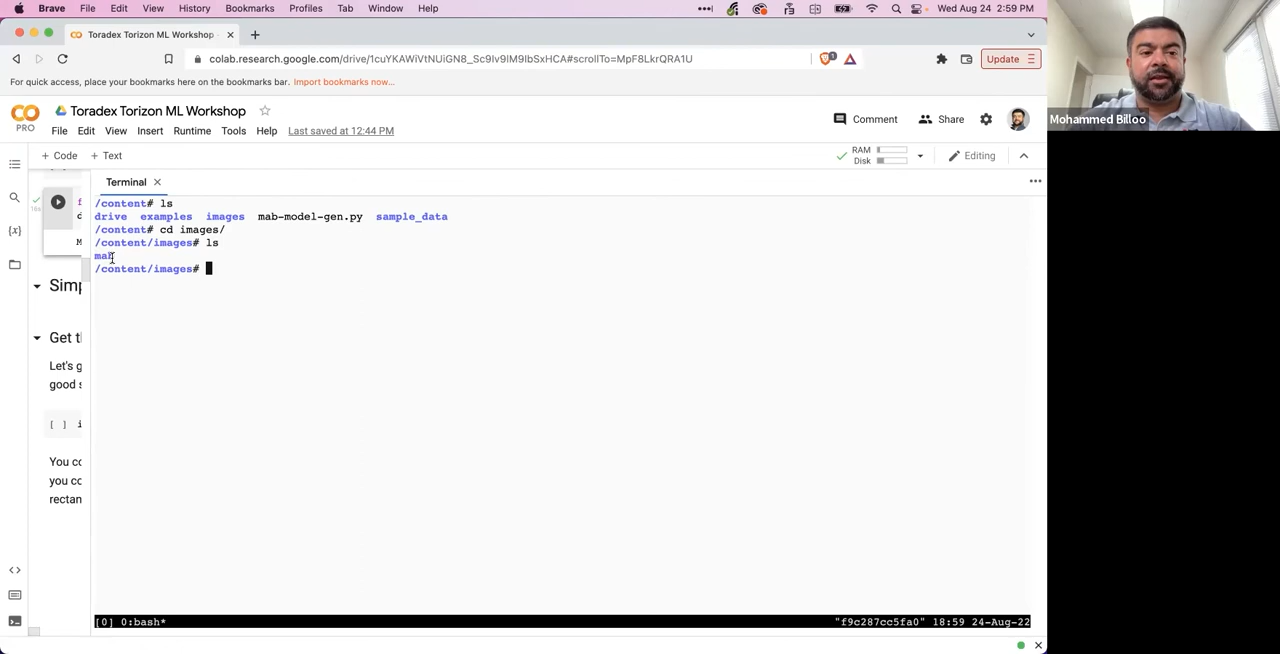 Brave File Edit View History Bookmarks Profiles Tab Window Help Wed Aug 24 2:59 PM
Toradex Torizon ML Workshop
colab.research.google.com/drive/1cuYKAWiVtNUiGN8_Sc9Iv9IM9IbSxHCA#scrollTo=MpF8LkrQRA1U
Update
For quick access, place your bookmarks here on the bookmarks bar. Import bookmarks now...
Toradex Torizon ML Workshop
PRO
File Edit View Insert Runtime Tools Help Last saved at 12:44 PM
Comment Share
Mohammed Billoo
+ Code + Text
RAM
Disk
Editing
Terminal
/content# ls
drive examples images mab-model-gen.py sample_data
/content# cd images/
/content/images# ls
/content/images#
Simp
Get t
Let's g
good s
[ ] i
You co
you co
rectan
[0] 0:bash* "f9c287cc5fa0" 18:59 24-Aug-22